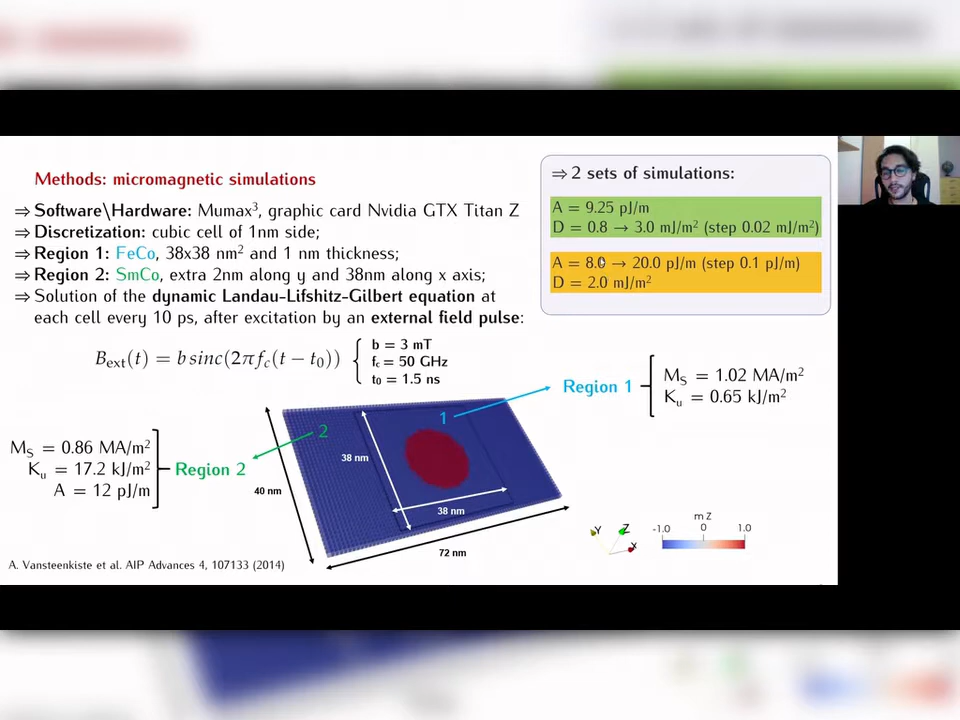 Methods: micromagnetic simulations
⇒ Software\Hardware: Mumax³, graphic card Nvidia GTX Titan Z
⇒ Discretization: cubic cell of 1nm side;
⇒ Region 1: FeCo, 38x38 nm² and 1 nm thickness;
⇒ Region 2: SmCo, extra 2nm along y and 38nm along x axis;
⇒ Solution of the dynamic Landau-Lifshitz-Gilbert equation at
each cell every 10 ps, after excitation by an external field pulse:
B_ext(t) = b sinc(2πf_c(t − t₀))
b = 3 mT
f_c = 50 GHz
t₀ = 1.5 ns
⇒ 2 sets of simulations:
A = 9.25 pJ/m
D = 0.8 → 3.0 mJ/m² (step 0.02 mJ/m²)
A = 8.0 → 20.0 pJ/m (step 0.1 pJ/m)
D = 2.0 mJ/m²
Region 1
M_S = 1.02 MA/m²
K_u = 0.65 kJ/m²
M_S = 0.86 MA/m²
K_u = 17.2 kJ/m²
A = 12 pJ/m
Region 2
1
2
38 nm
38 nm
40 nm
72 nm
Y
Z
X
m Z
-1.0 0 1.0
A. Vansteenkiste et al. AIP Advances 4, 107133 (2014)